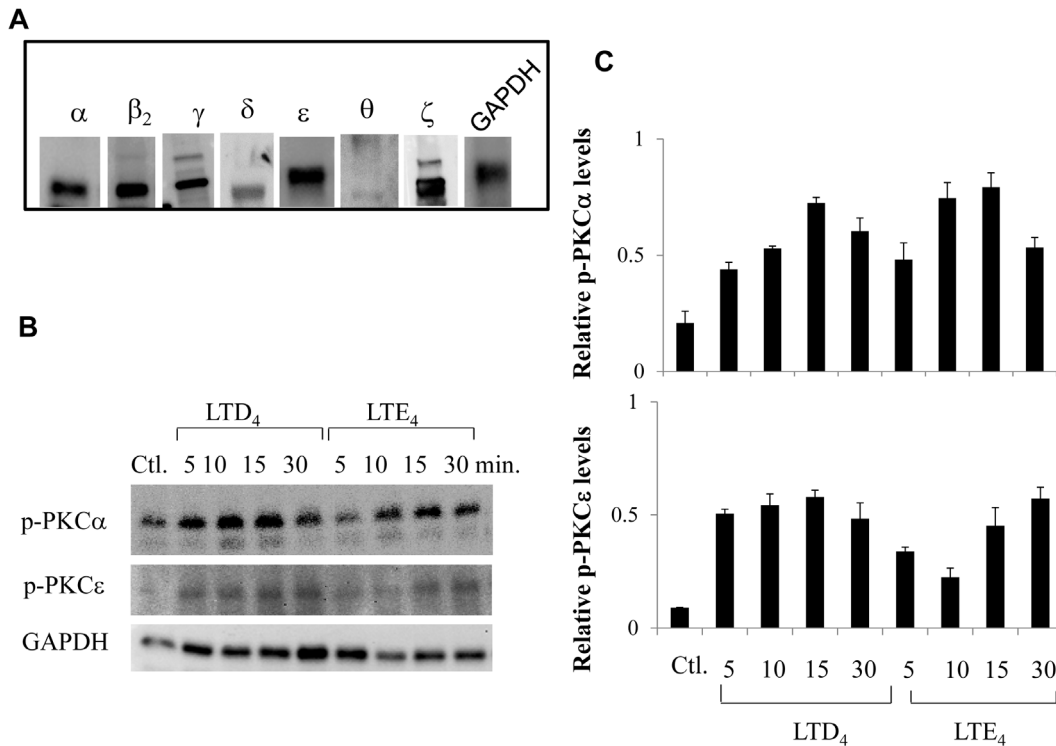 A
α β₂ γ δ ε θ ζ GAPDH
B
LTD₄ LTE₄
Ctl. 5 10 15 30 5 10 15 30 min.
p-PKCα
p-PKCε
GAPDH
C
Relative p-PKCα levels
1
0.5
0
Relative p-PKCε levels
1
0.5
0
Ctl. 5 10 15 30 5 10 15 30
LTD₄ LTE₄